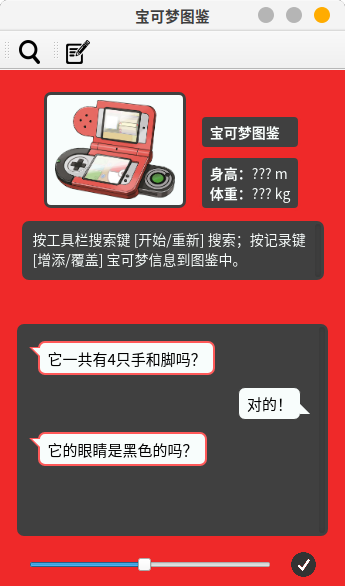 宝可梦图鉴
宝可梦图鉴
身高：??? m
体重：??? kg
按工具栏搜索键 [开始/重新] 搜索；按记录键
[增添/覆盖] 宝可梦信息到图鉴中。
它一共有4只手和脚吗？
对的！
它的眼睛是黑色的吗？